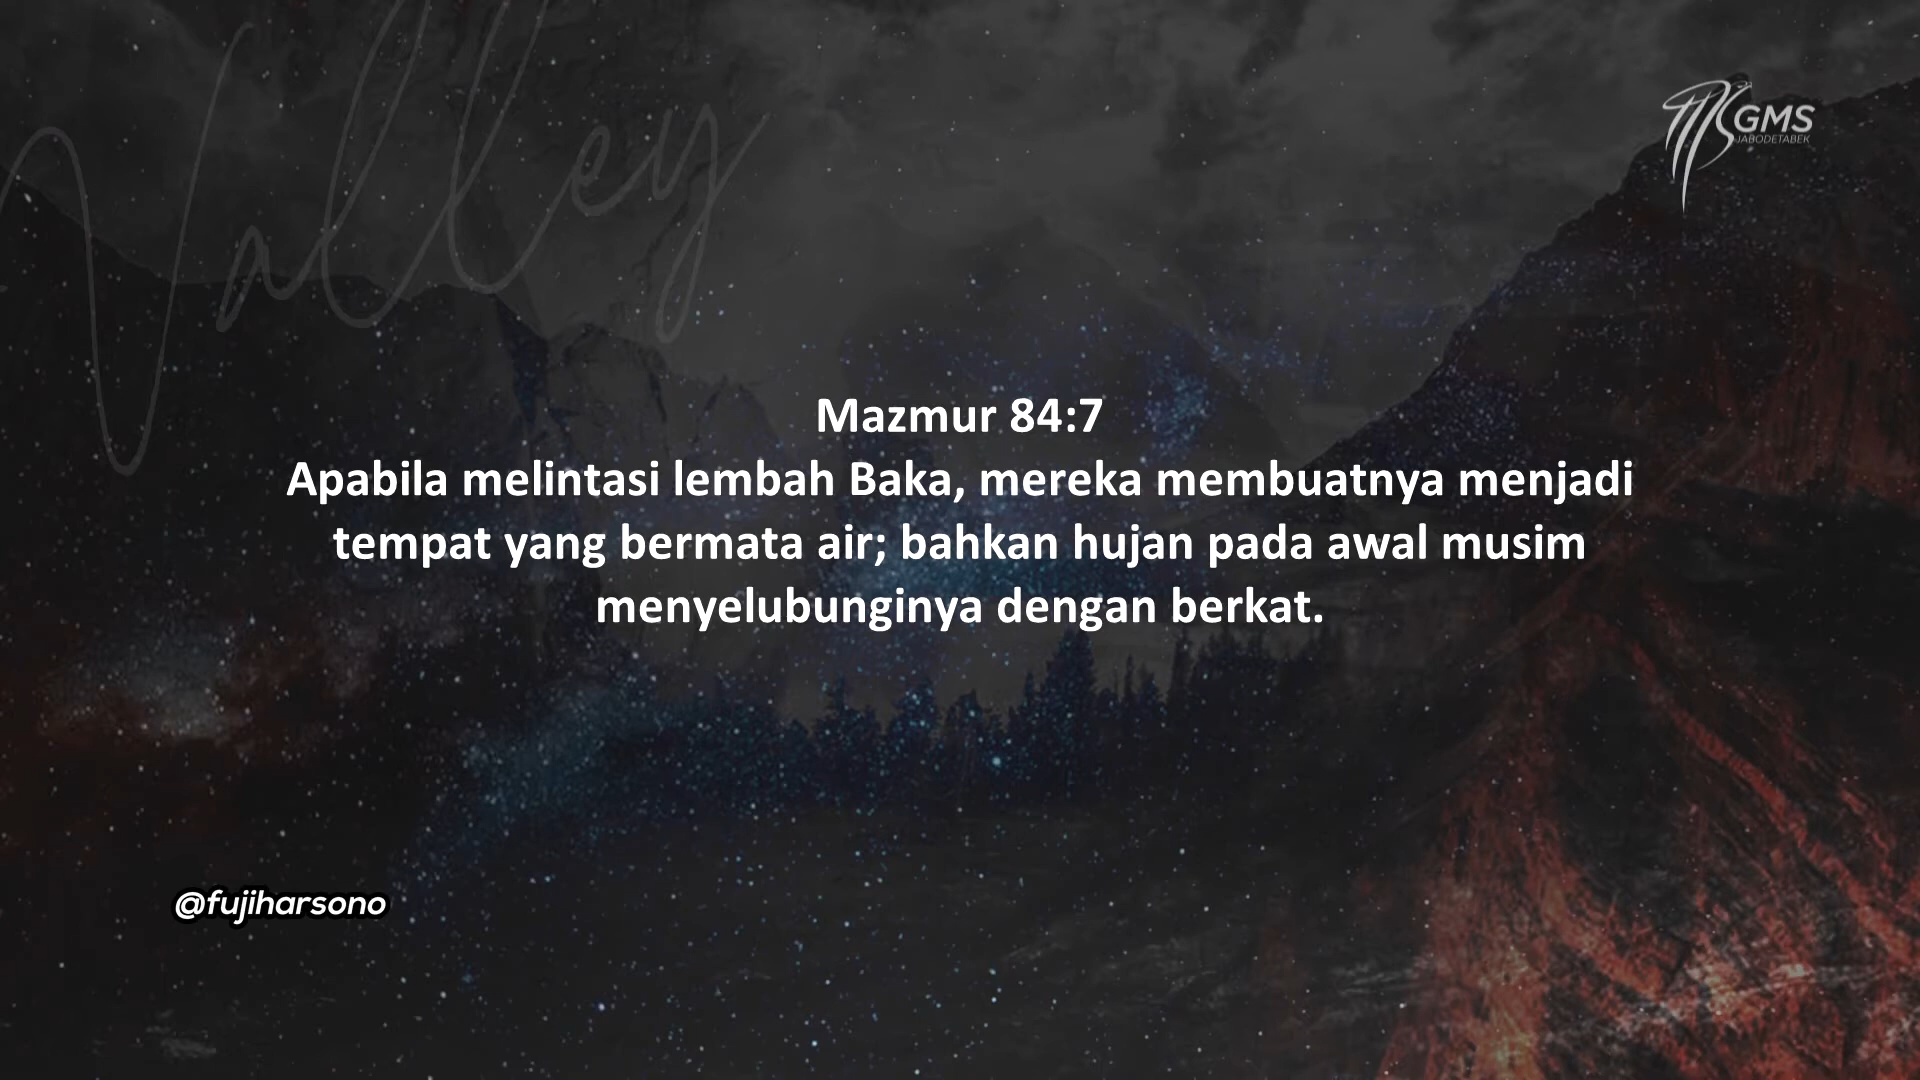 Valley
GMS
JABODETABEK
Mazmur 84:7
Apabila melintasi lembah Baka, mereka membuatnya menjadi
tempat yang bermata air; bahkan hujan pada awal musim
menyelubunginya dengan berkat.
@fujiharsono